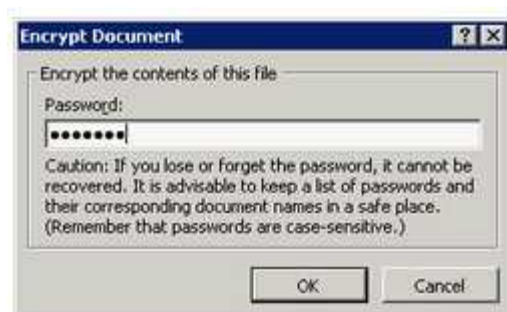 Encrypt Document
Encrypt the contents of this file
Password:
•••••••
Caution: If you lose or forget the password, it cannot be
recovered. It is advisable to keep a list of passwords and
their corresponding document names in a safe place.
(Remember that passwords are case-sensitive.)
OK Cancel